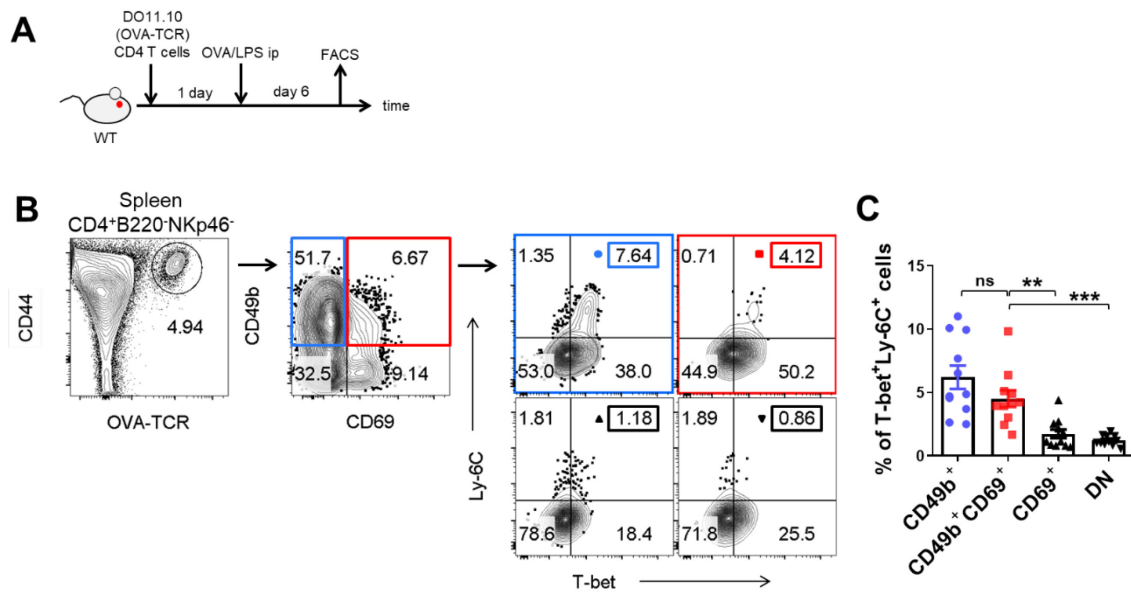 A
DO11.10
(OVA-TCR)
CD4 T cells
OVA/LPS ip
FACS
1 day
day 6
time
WT
B
Spleen
CD4+B220-NKp46-
CD44
4.94
OVA-TCR
CD49b
51.7
6.67
32.5
9.14
CD69
Ly-6C
1.35
7.64
53.0
38.0
0.71
4.12
44.9
50.2
1.81
1.18
78.6
18.4
1.89
0.86
71.8
25.5
T-bet
C
% of T-bet+Ly-6C+ cells
15
10
5
0
ns
**
***
CD49b+
CD49b+CD69+
CD69+
DN